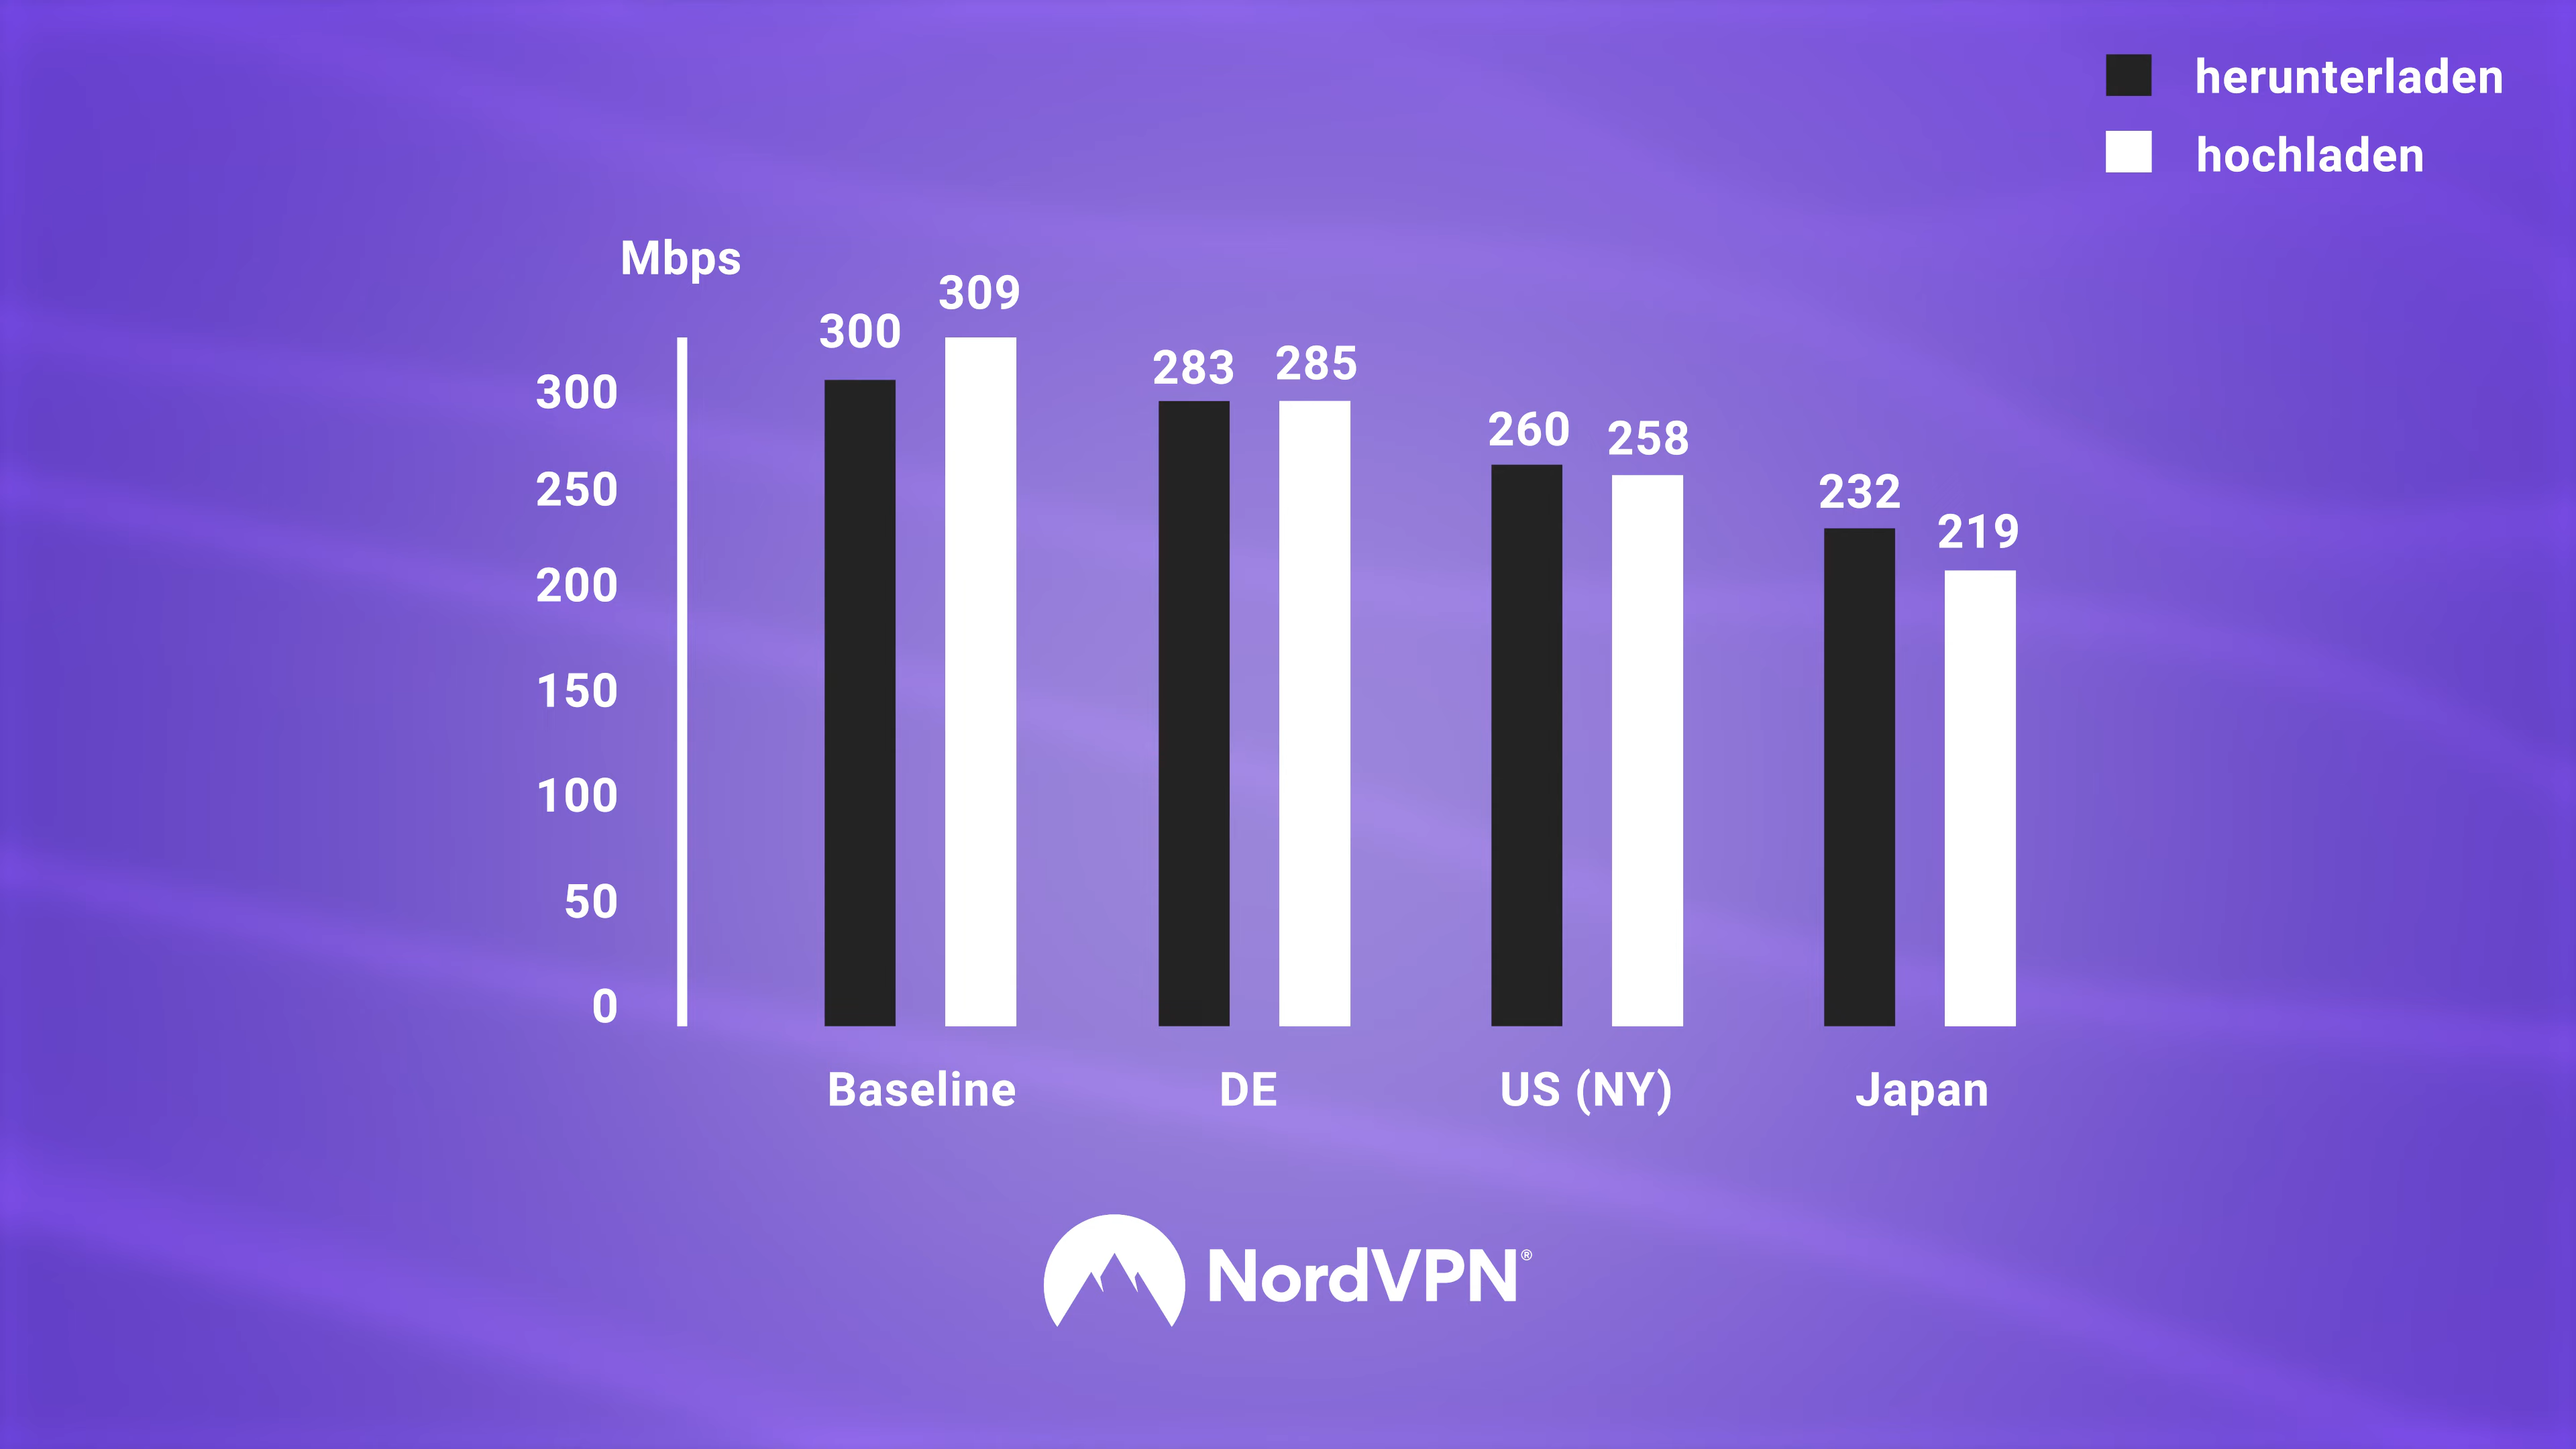 herunterladen
hochladen
Mbps
300
309
283
285
260
258
232
219
300
250
200
150
100
50
0
Baseline
DE
US (NY)
Japan
NordVPN®